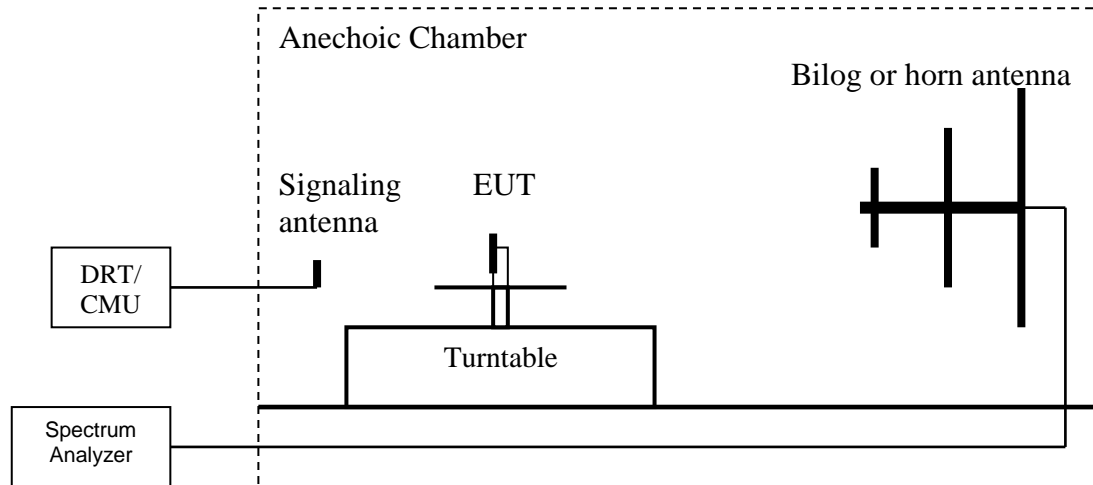 Anechoic Chamber
Bilog or horn antenna
Signaling
antenna
EUT
DRT/
CMU
Turntable
Spectrum
Analyzer